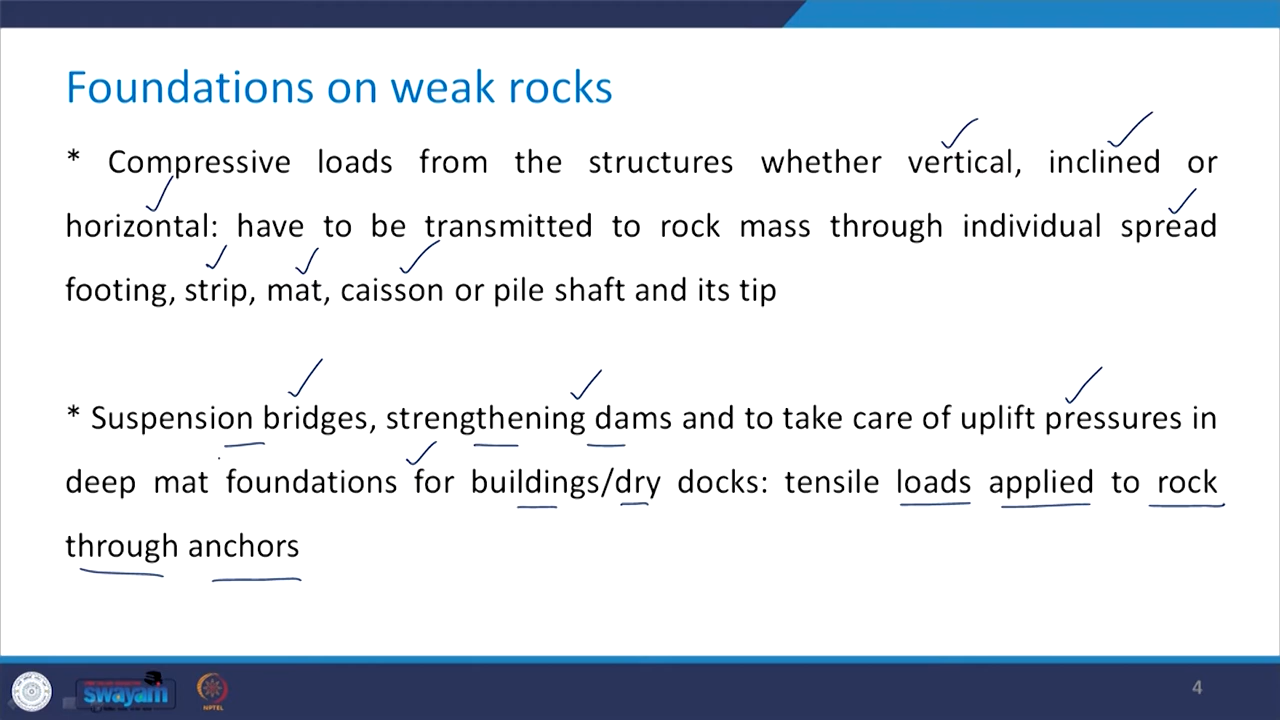 Foundations on weak rocks
* Compressive loads from the structures whether vertical, inclined or
horizontal: have to be transmitted to rock mass through individual spread
footing, strip, mat, caisson or pile shaft and its tip
* Suspension bridges, strengthening dams and to take care of uplift pressures in
deep mat foundations for buildings/dry docks: tensile loads applied to rock
through anchors
swayam
NPTEL
4